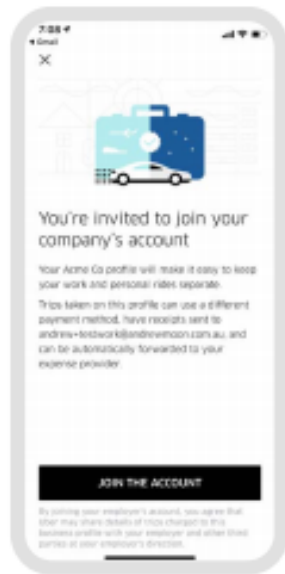 7:08
Gmail
You're invited to join your
company's account
Your Acme Co profile will make it easy to keep
your work and personal rides separate.
Trips taken on this profile can use a different
payment method, have receipts sent to
andrew+testwork@andrewmoon.com.au, and
can be automatically forwarded to your
expense provider.
JOIN THE ACCOUNT
By joining your employer's account, you agree that
Uber may share details of trips charged to this
business profile with your employer and other third
parties at your employer's direction.